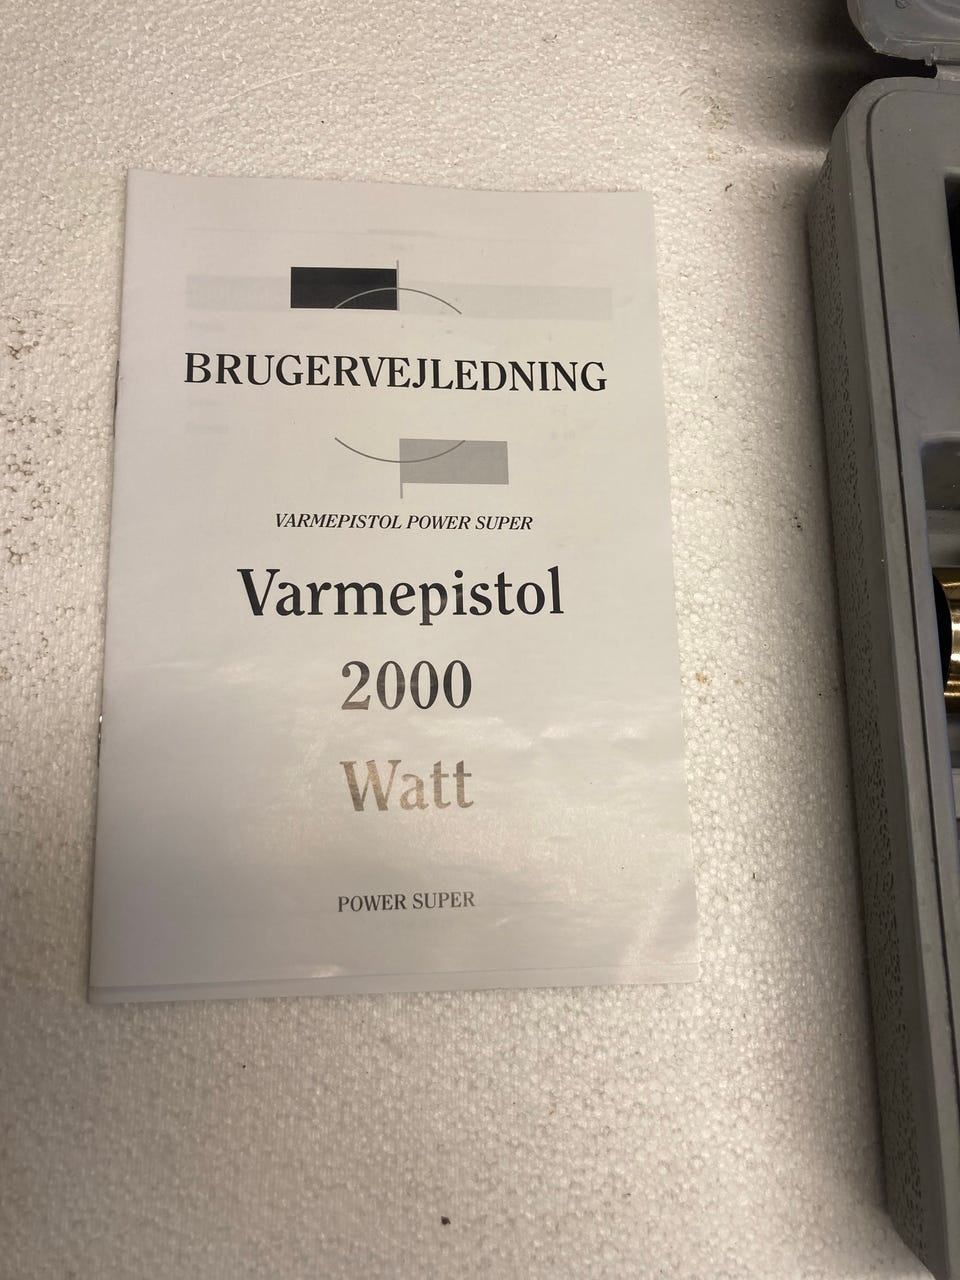 BRUGERVEJLEDNING
VARMEPISTOL POWER SUPER
Varmepistol
2000
Watt
POWER SUPER